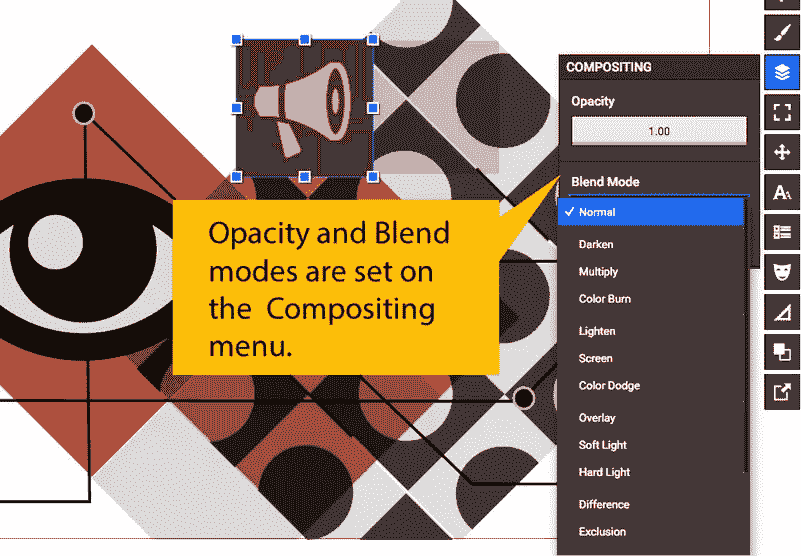 COMPOSITING
Opacity
1.00
Blend Mode
Normal
Darken
Multiply
Color Burn
Lighten
Screen
Color Dodge
Overlay
Soft Light
Hard Light
Difference
Exclusion
Opacity and Blend
modes are set on
the Compositing
menu.
AA